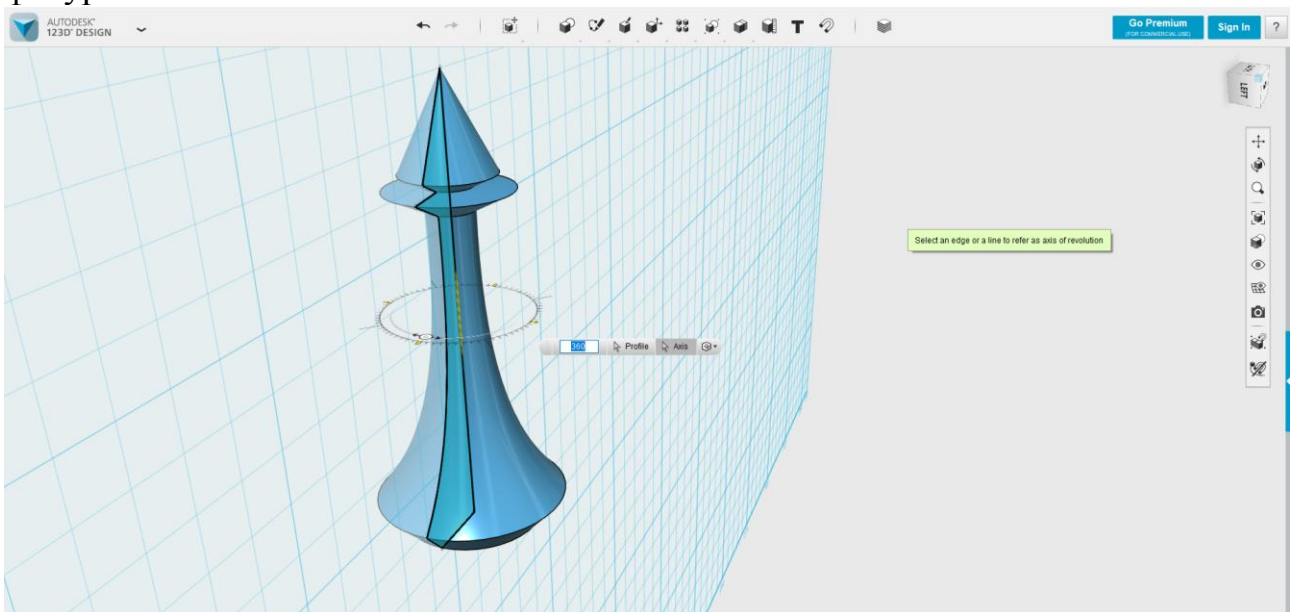 AUTODESK®
123D® DESIGN
T
Go Premium
(FOR COMMERCIAL USE)
Sign In
?
LEFT
Select an edge or a line to refer as axis of revolution
360
Profile
Axis